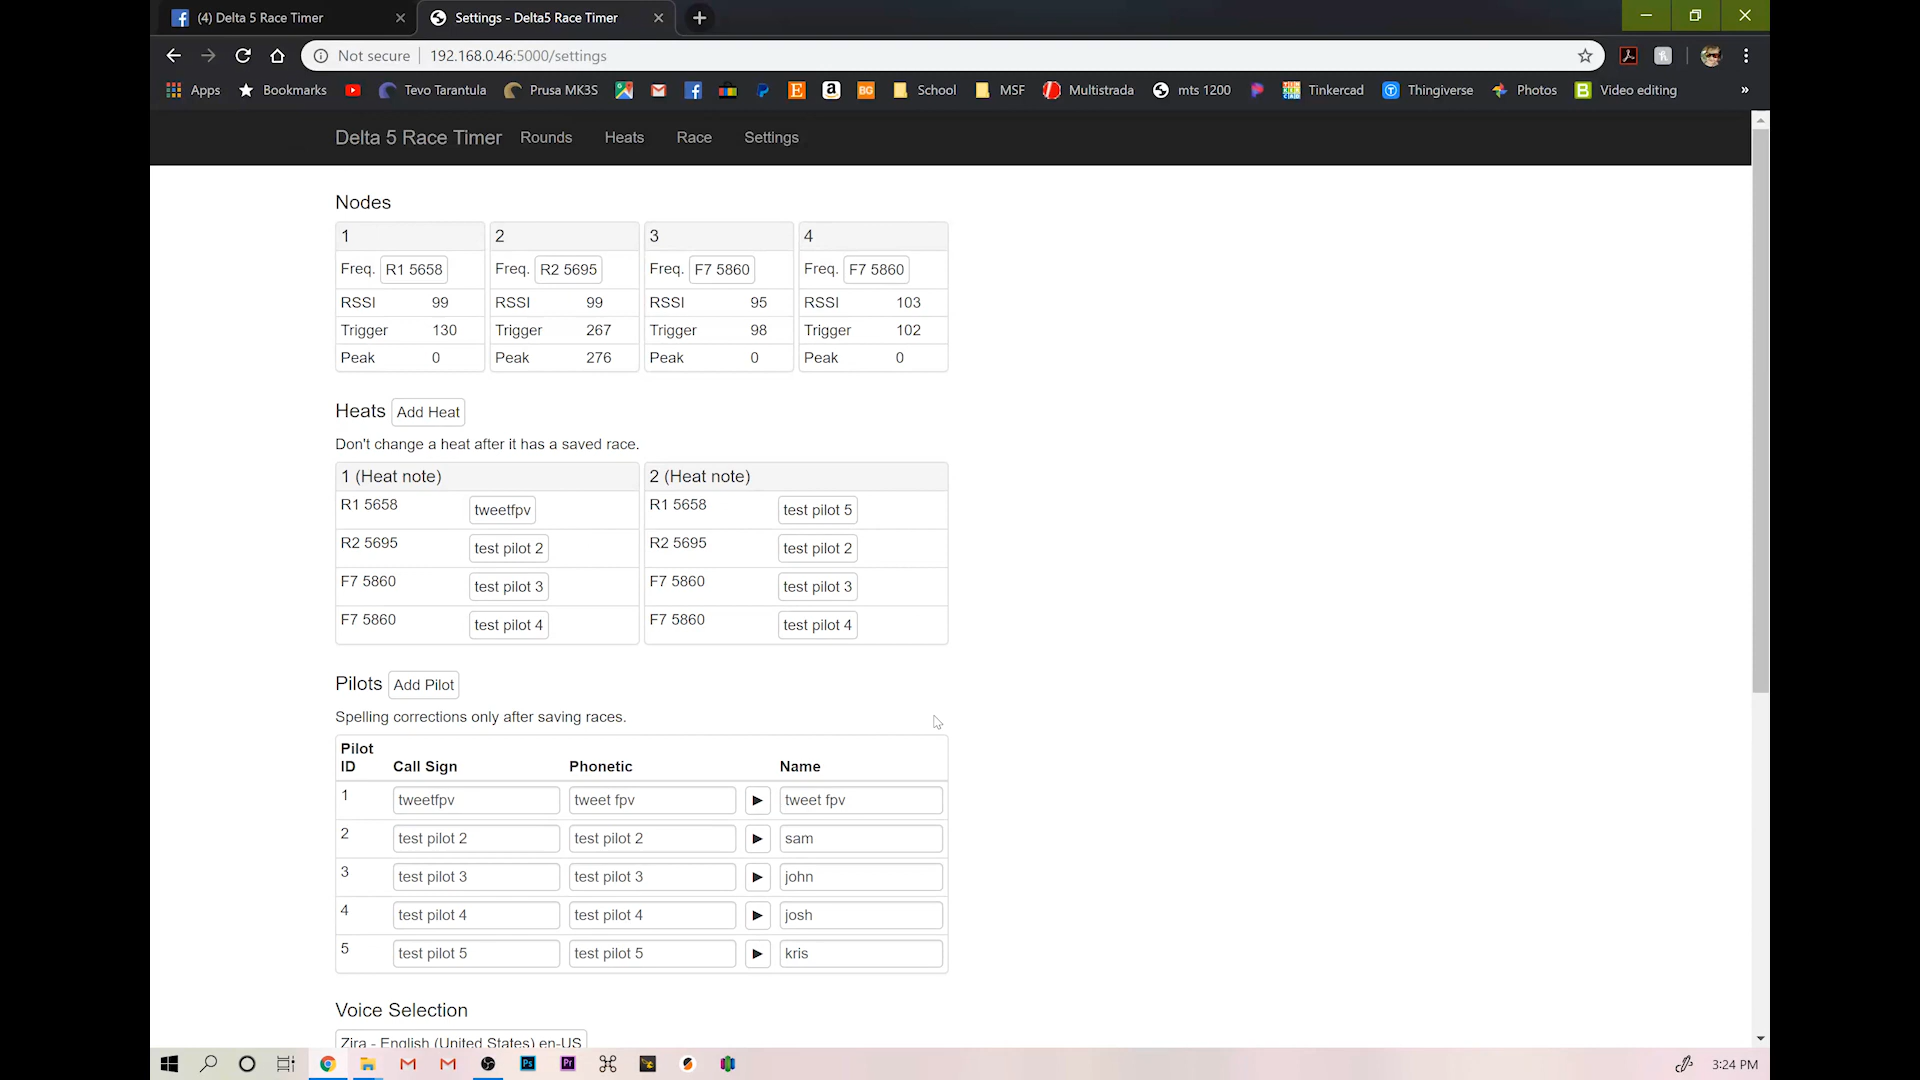 (4) Delta 5 Race Timer
Settings - Delta5 Race Timer
Not secure 192.168.0.46:5000/settings
Apps Bookmarks Tevo Tarantula Prusa MK3S School MSF Multistrada mts 1200 Tinkercad Thingiverse Photos Video editing »
Delta 5 Race Timer Rounds Heats Race Settings
Nodes
1 2 3 4
Freq. R1 5658 Freq. R2 5695 Freq. F7 5860 Freq. F7 5860
RSSI 99 RSSI 99 RSSI 95 RSSI 103
Trigger 130 Trigger 267 Trigger 98 Trigger 102
Peak 0 Peak 276 Peak 0 Peak 0
Heats Add Heat
Don't change a heat after it has a saved race.
1 (Heat note) 2 (Heat note)
R1 5658 tweetfpv R1 5658 test pilot 5
R2 5695 test pilot 2 R2 5695 test pilot 2
F7 5860 test pilot 3 F7 5860 test pilot 3
F7 5860 test pilot 4 F7 5860 test pilot 4
Pilots Add Pilot
Spelling corrections only after saving races.
Pilot
ID Call Sign Phonetic Name
1 tweetfpv tweet fpv tweet fpv
2 test pilot 2 test pilot 2 sam
3 test pilot 3 test pilot 3 john
4 test pilot 4 test pilot 4 josh
5 test pilot 5 test pilot 5 kris
Voice Selection
Zira - English (United States) en-US
3:24 PM